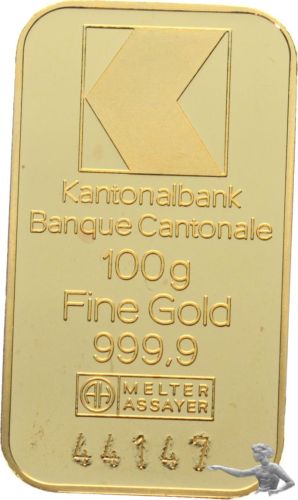 Kantonalbank
Banque Cantonale
100g
Fine Gold
999,9
MELTER
ASSAYER
44147